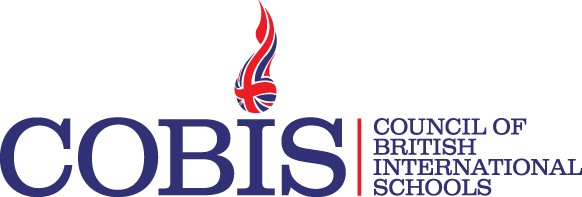 COBIS
COUNCIL OF
BRITISH
INTERNATIONAL
SCHOOLS